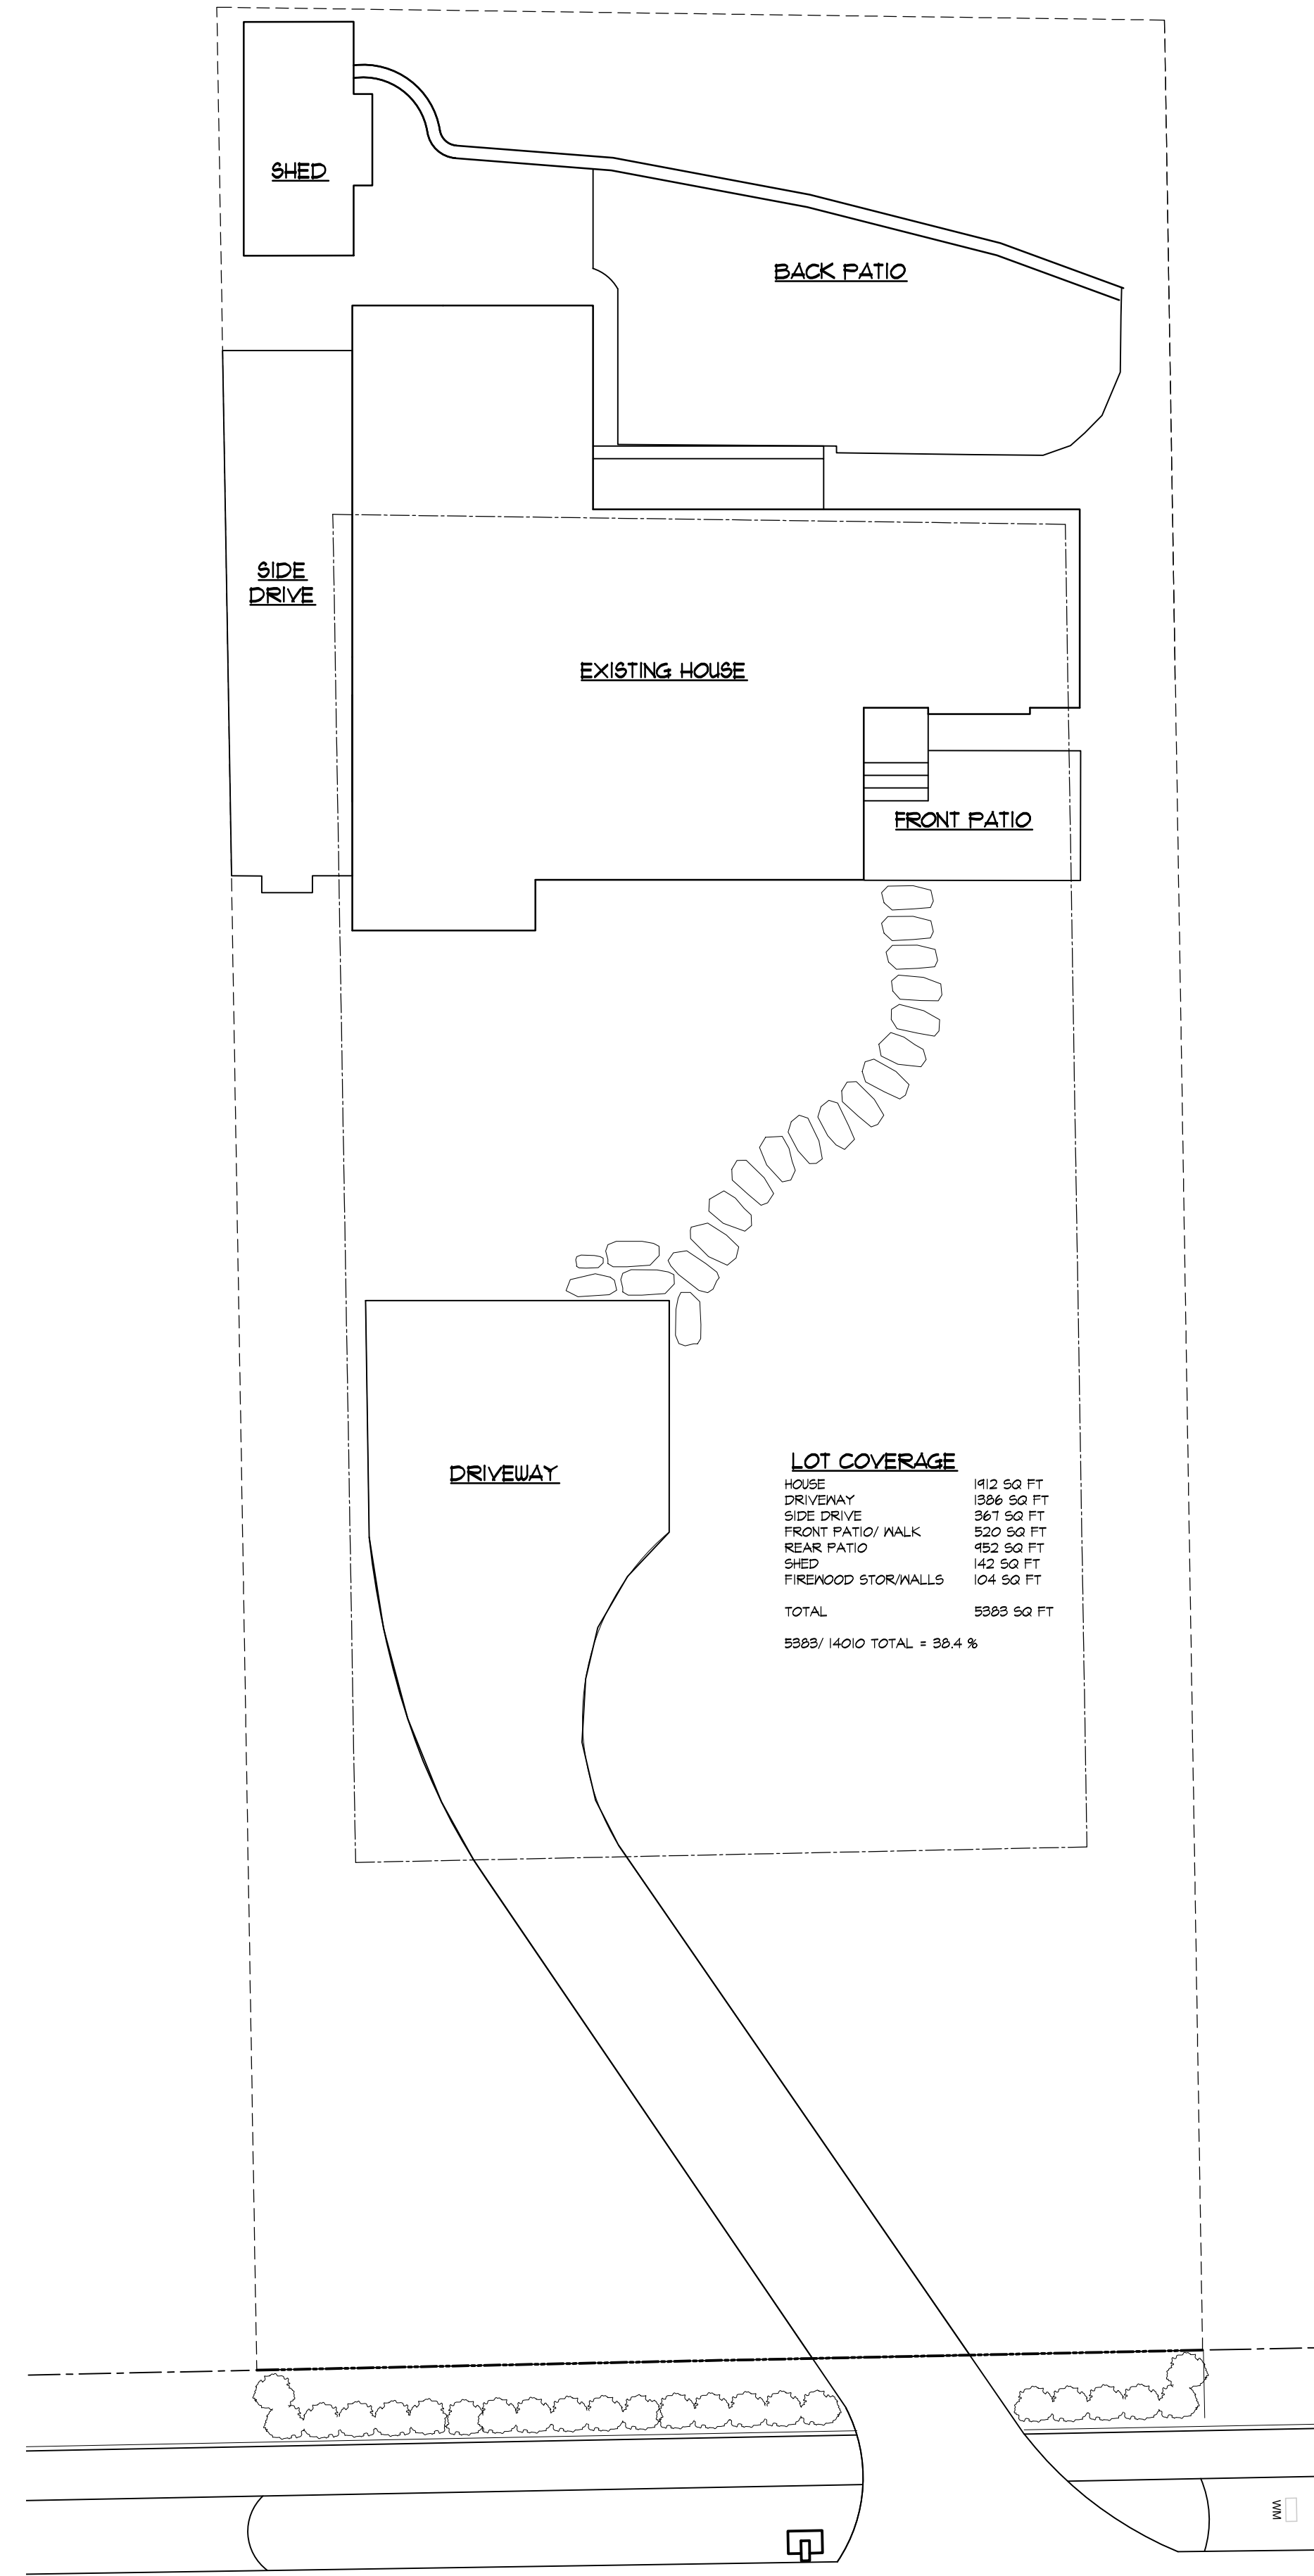 SHED
BACK PATIO
SIDE
DRIVE
EXISTING HOUSE
FRONT PATIO
DRIVEWAY
LOT COVERAGE
HOUSE 1912 SQ FT
DRIVEWAY 1386 SQ FT
SIDE DRIVE 367 SQ FT
FRONT PATIO/ WALK 520 SQ FT
REAR PATIO 952 SQ FT
SHED 142 SQ FT
FIREWOOD STOR/WALLS 104 SQ FT
TOTAL 5383 SQ FT
5383/ 14010 TOTAL = 38.4 %
WM